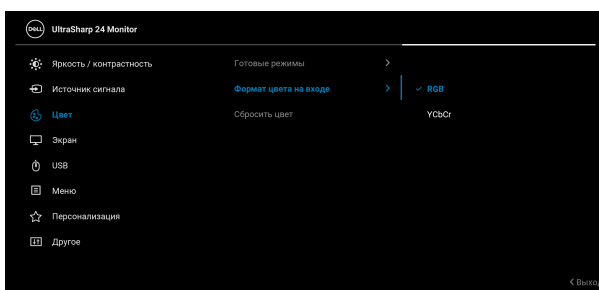 DELL UltraSharp 24 Monitor
Яркость / контрастность Готовые режимы
Источник сигнала Формат цвета на входе RGB
Цвет Сбросить цвет YCbCr
Экран
USB
Меню
Персонализация
Другое
Выход